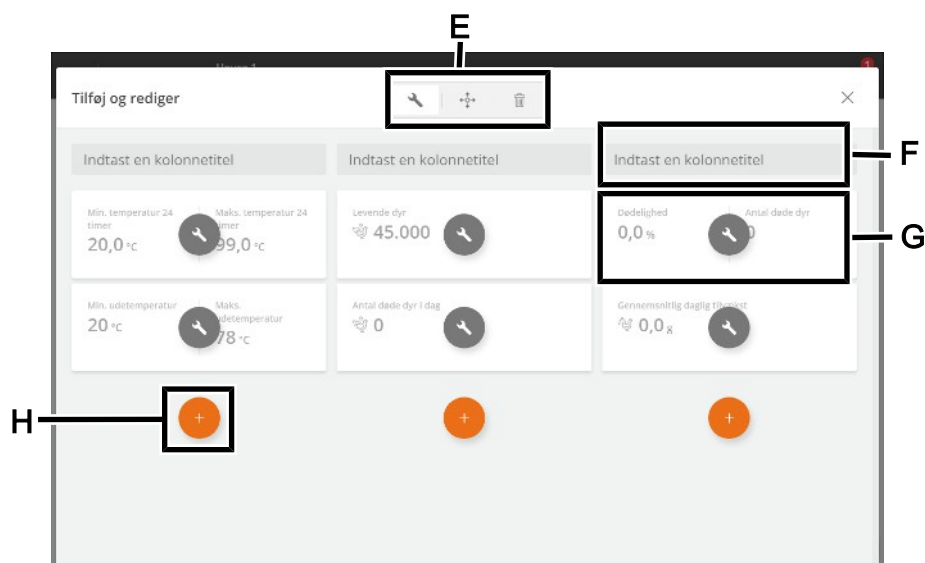 E
1
Tilføj og rediger
Indtast en kolonnetitel
Indtast en kolonnetitel
Indtast en kolonnetitel
F
Min. temperatur 24
timer
20,0 °C
Maks. temperatur 24
timer
99,0 °C
Levende dyr
45.000
Dødelighed
0,0 %
Antal døde dyr
0
G
Min. udetemperatur
20 °C
Maks.
udetemperatur
78 °C
Antal døde dyr i dag
0
Gennemsnitlig daglig tilvækst
0,0 g
H
+
+
+